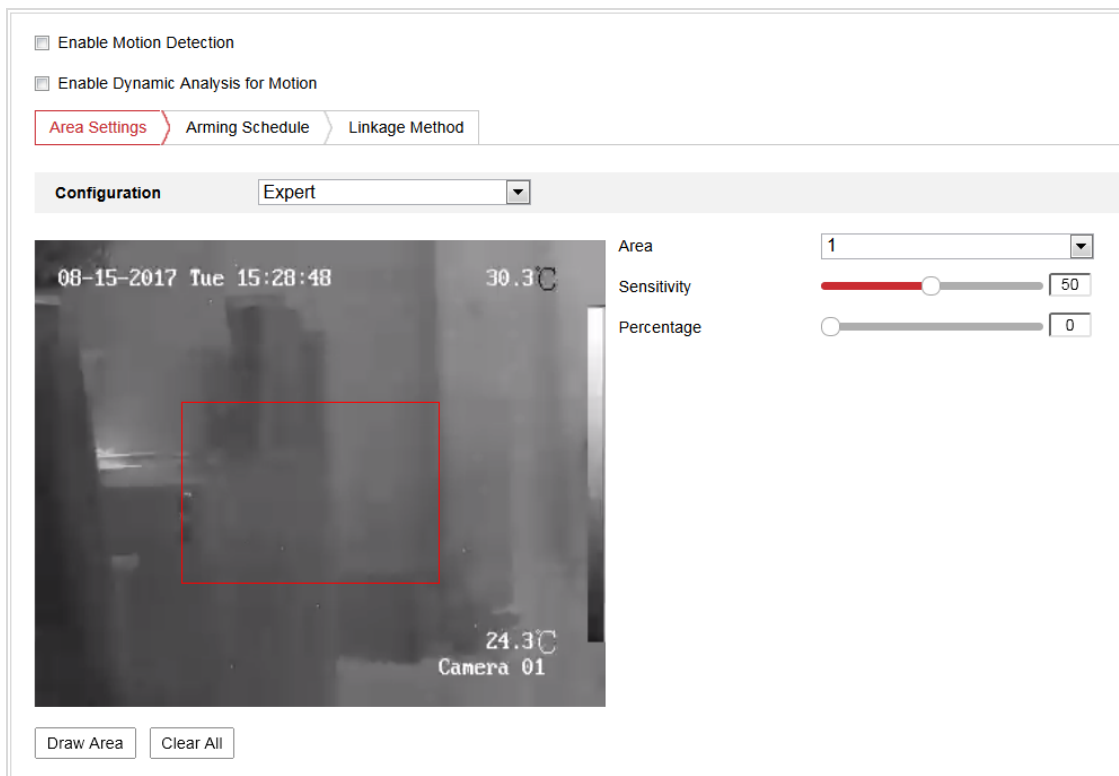 Enable Motion Detection
Enable Dynamic Analysis for Motion
Area Settings Arming Schedule Linkage Method
Configuration Expert
Area 1
08-15-2017 Tue 15:28:48 30.3℃
Sensitivity 50
Percentage 0
24.3℃
Camera 01
Draw Area Clear All